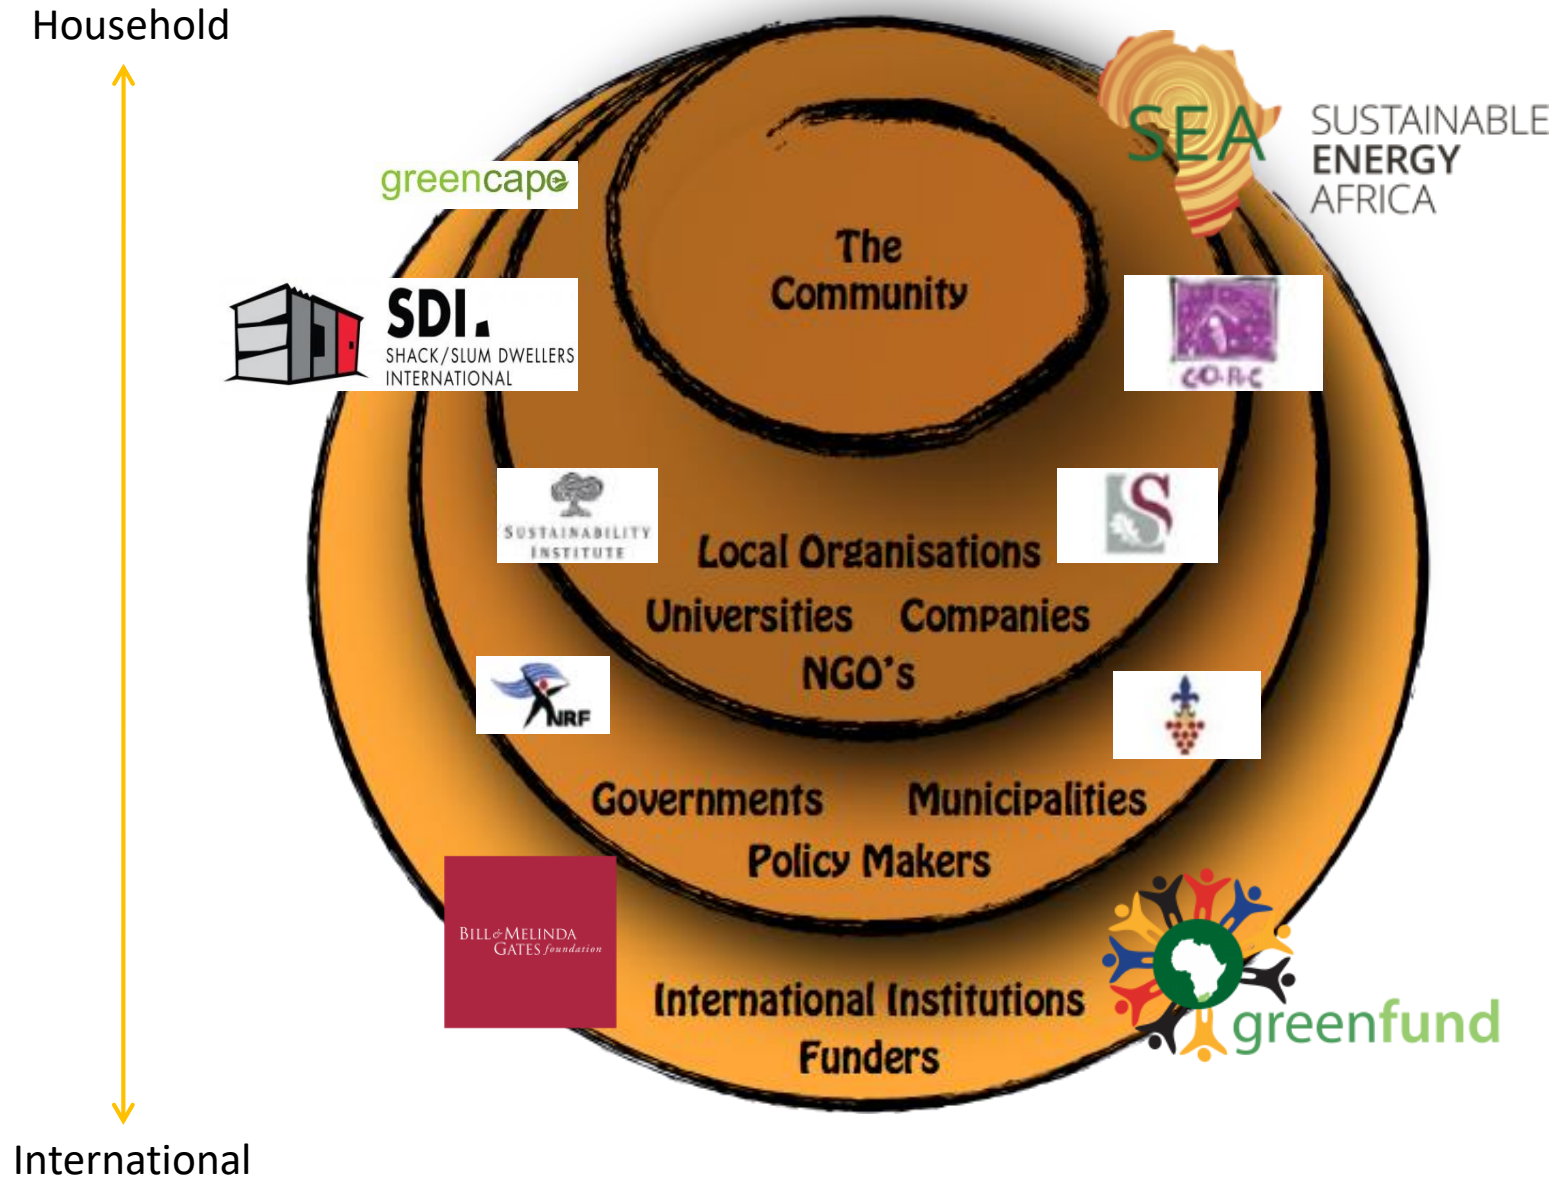 Household
SEA
SUSTAINABLE
ENERGY
AFRICA
greencape
The
Community
SDI.
SHACK/SLUM DWELLERS
INTERNATIONAL
CO.R.C
SUSTAINABILITY
INSTITUTE
S
Local Organisations
Universities Companies
NGO's
NRF
Governments Municipalities
Policy Makers
BILL & MELINDA
GATES foundation
International Institutions
Funders
greenfund
International